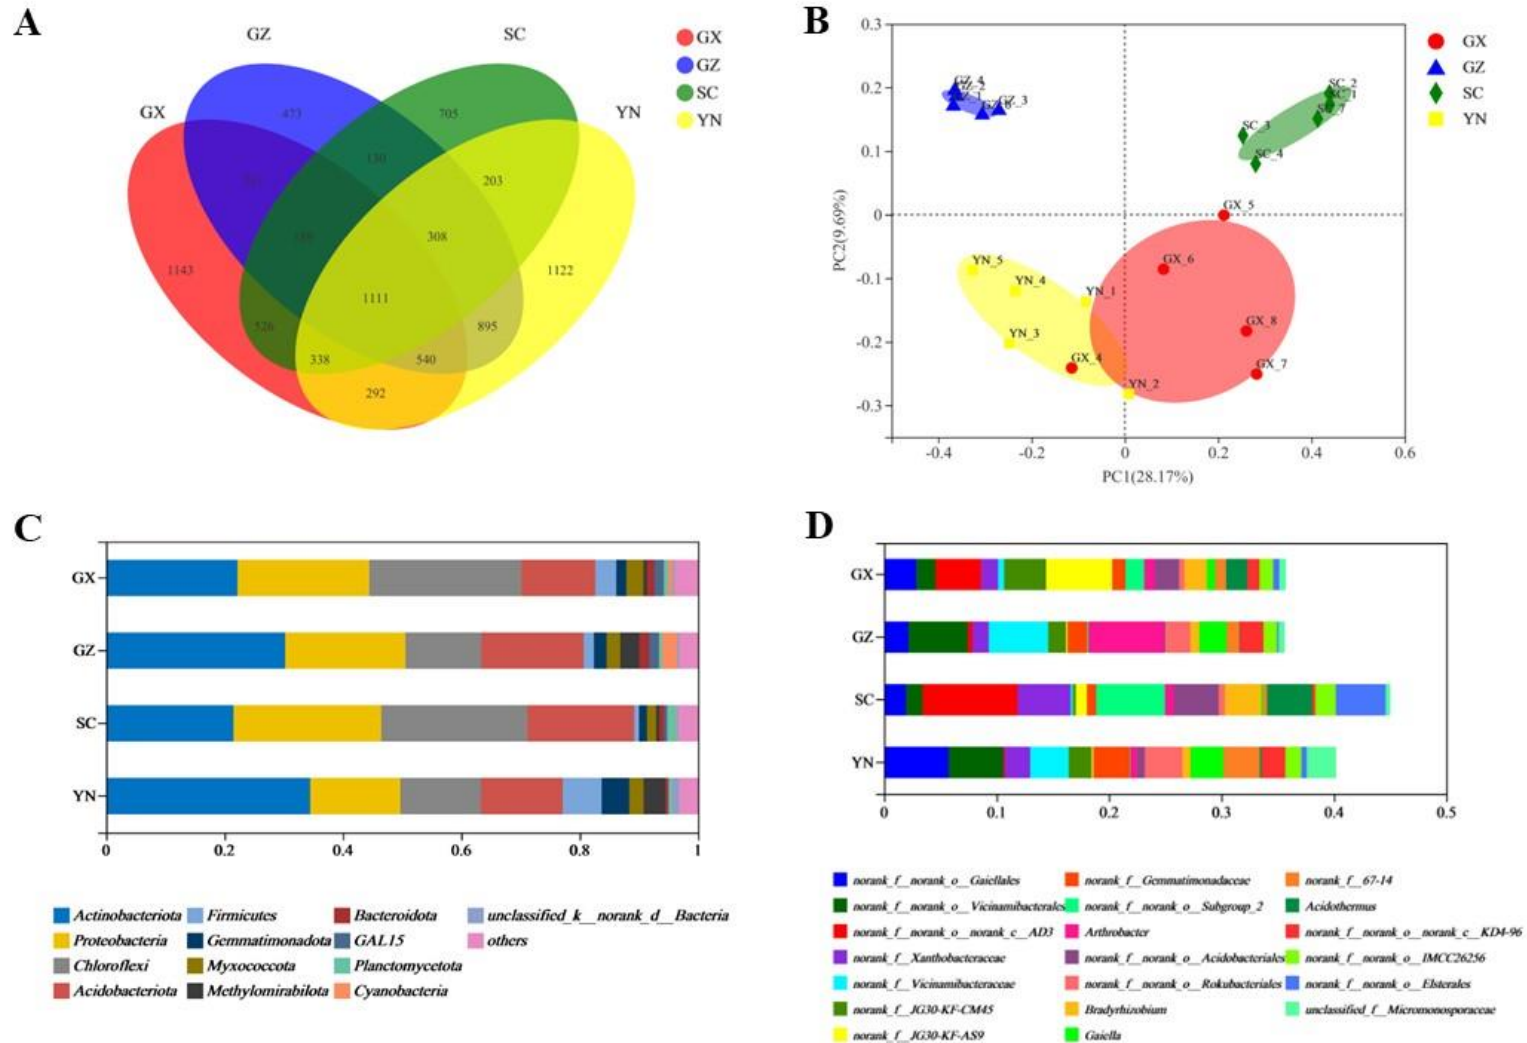 A
GZ
SC
GX
YN
GX
GZ
SC
YN
473
705
130
203
308
1143
1122
1111
526
895
338
540
292
B
0.3
0.2
0.1
0
-0.1
-0.2
-0.3
PC2(9.69%)
-0.4
-0.2
0
0.2
0.4
0.6
PC1(28.17%)
GZ_4
GZ_3
SC_2
SC_1
SC_3
SC_4
GX_5
GX_6
GX_8
GX_7
GX_4
YN_5
YN_4
YN_1
YN_3
YN_2
GX
GZ
SC
YN
C
GX
GZ
SC
YN
0
0.2
0.4
0.6
0.8
1
Actinobacteriota
Proteobacteria
Chloroflexi
Acidobacteriota
Firmicutes
Gemmatimonadota
Myxococcota
Methylomirabilota
Bacteroidota
GAL15
Planctomycetota
Cyanobacteria
unclassified_k__norank_d__Bacteria
others
D
GX
GZ
SC
YN
0
0.1
0.2
0.3
0.4
0.5
norank_f__norank_o__Gaiellales
norank_f__norank_o__Vicinamibacterales
norank_f__norank_o__norank_c__AD3
norank_f__Xanthobacteraceae
norank_f__Vicinamibacteraceae
norank_f__JG30-KF-CM45
norank_f__JG30-KF-AS9
norank_f__Gemmatimonadaceae
norank_f__norank_o__Subgroup_2
Arthrobacter
norank_f__norank_o__Acidobacteriales
norank_f__norank_o__Rokubacteriales
Bradyrhizobium
Gaiella
norank_f__67-14
Acidothermus
norank_f__norank_o__norank_c__KD4-96
norank_f__norank_o__IMCC26256
norank_f__norank_o__Elsterales
unclassified_f__Micromonosporaceae